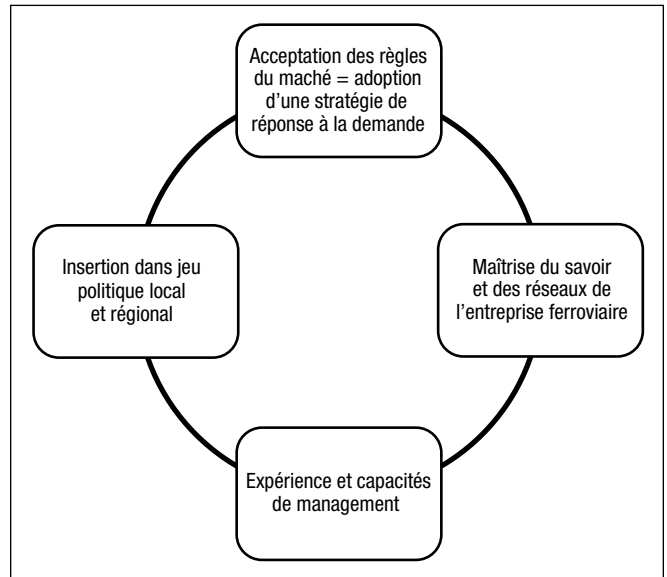 Acceptation des règles
du maché = adoption
d'une stratégie de
réponse à la demande
Insertion dans jeu
politique local
et régional
Maîtrise du savoir
et des réseaux de
l'entreprise ferroviaire
Expérience et capacités
de management